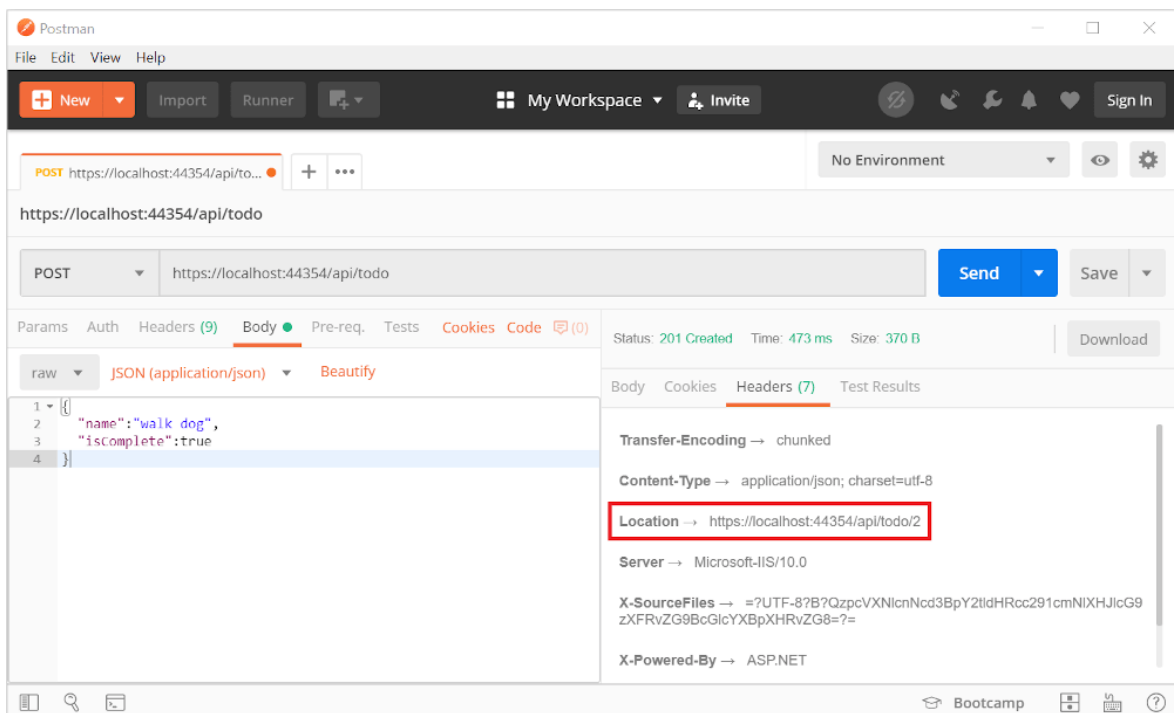 Postman
File Edit View Help
New Import Runner My Workspace Invite Sign In
POST https://localhost:44354/api/to... + •••
No Environment
https://localhost:44354/api/todo
POST https://localhost:44354/api/todo Send Save
Params Auth Headers (9) Body Pre-req. Tests Cookies Code (0)
Status: 201 Created Time: 473 ms Size: 370 B Download
raw JSON (application/json) Beautify
Body Cookies Headers (7) Test Results
1 {
2 "name":"walk dog",
3 "isComplete":true
4 }
Transfer-Encoding → chunked
Content-Type → application/json; charset=utf-8
Location → https://localhost:44354/api/todo/2
Server → Microsoft-IIS/10.0
X-SourceFiles → =?UTF-8?B?QzpcVXNlcnNcd3BpY2tldHRcc291cmNlXHJlcG9
zXFRvZG9BcGlcYXBpXHRvZG8=?=
X-Powered-By → ASP.NET
Bootcamp